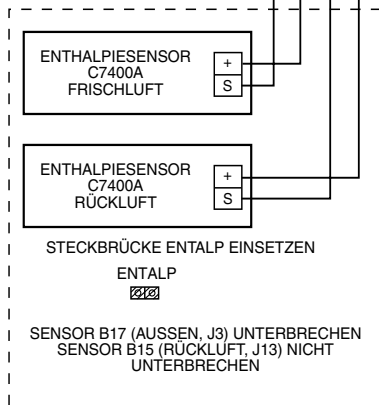 ENTHALPIESENSOR
C7400A
FRISCHLUFT
+
S
ENTHALPIESENSOR
C7400A
RÜCKLUFT
+
S
STECKBRÜCKE ENTALP EINSETZEN
ENTALP
SENSOR B17 (AUSSEN, J3) UNTERBRECHEN
SENSOR B15 (RÜCKLUFT, J13) NICHT
UNTERBRECHEN